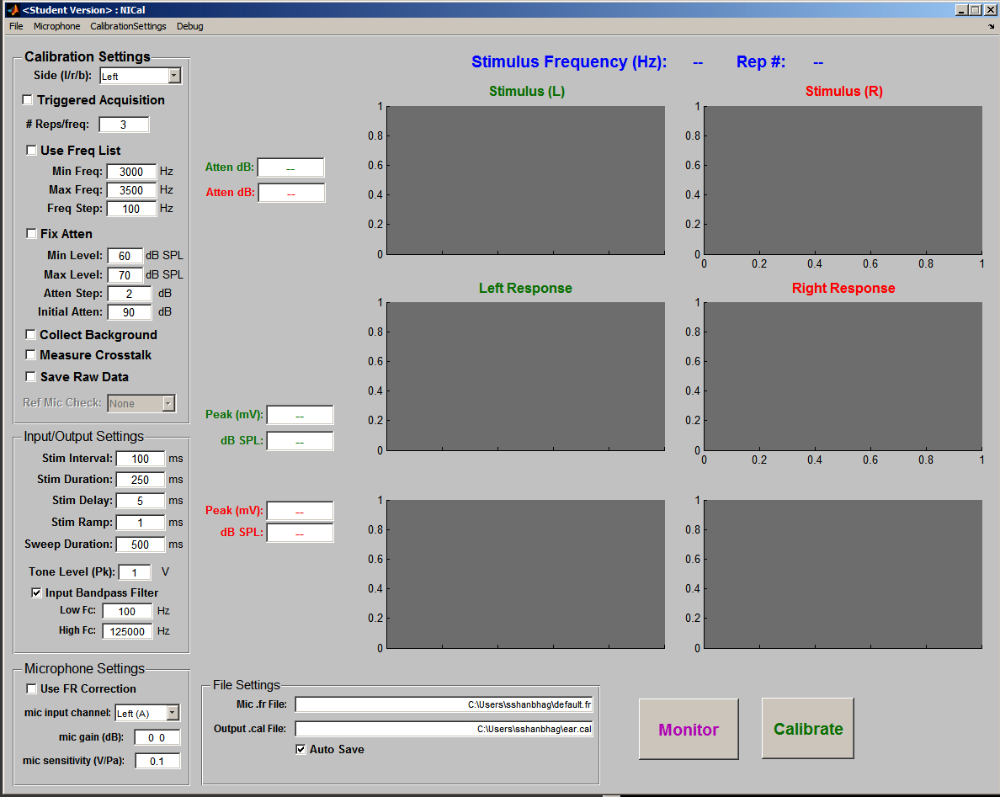 <Student Version> : NICal
File Microphone CalibrationSettings Debug
Calibration Settings
Side (l/r/b): Left
Triggered Acquisition
# Reps/freq: 3
Use Freq List
Min Freq: 3000 Hz
Max Freq: 3500 Hz
Freq Step: 100 Hz
Fix Atten
Min Level: 60 dB SPL
Max Level: 70 dB SPL
Atten Step: 2 dB
Initial Atten: 90 dB
Collect Background
Measure Crosstalk
Save Raw Data
Ref Mic Check: None
Input/Output Settings
Stim Interval: 100 ms
Stim Duration: 250 ms
Stim Delay: 5 ms
Stim Ramp: 1 ms
Sweep Duration: 500 ms
Tone Level (Pk): 1 V
Input Bandpass Filter
Low Fc: 100 Hz
High Fc: 125000 Hz
Microphone Settings
Use FR Correction
mic input channel: Left (A)
mic gain (dB): 0 0
mic sensitivity (V/Pa): 0.1
Atten dB: --
Atten dB: --
Peak (mV): --
dB SPL: --
Peak (mV): --
dB SPL: --
Stimulus Frequency (Hz): -- Rep #: --
Stimulus (L)
1
0.8
0.6
0.4
0.2
0
Stimulus (R)
1
0.8
0.6
0.4
0.2
0
0 0.2 0.4 0.6 0.8 1
Left Response
1
0.8
0.6
0.4
0.2
0
Right Response
1
0.8
0.6
0.4
0.2
0
0 0.2 0.4 0.6 0.8 1
1
0.8
0.6
0.4
0.2
0
1
0.8
0.6
0.4
0.2
0
File Settings
Mic .fr File: C:\Users\sshanbhag\default.fr
Output .cal File: C:\Users\sshanbhag\ear.cal
Auto Save
Monitor
Calibrate